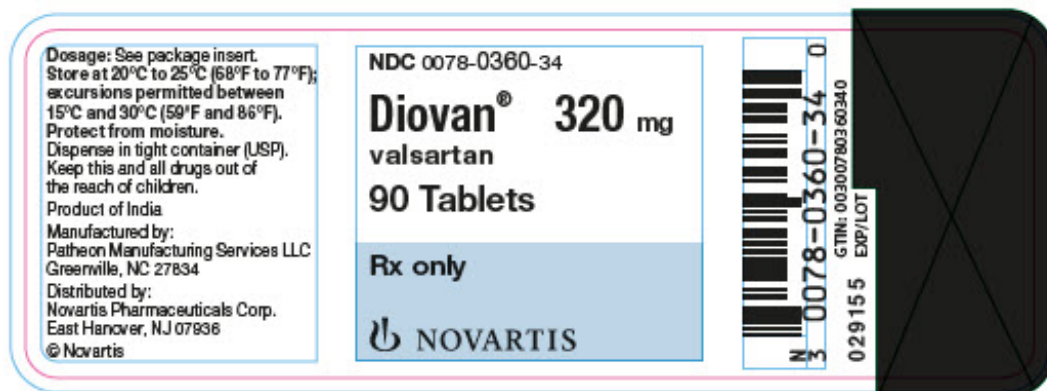 Dosage: See package insert.
Store at 20°C to 25°C (68°F to 77°F);
excursions permitted between
15°C and 30°C (59°F and 86°F).
Protect from moisture.
Dispense in tight container (USP).
Keep this and all drugs out of
the reach of children.
Product of India
Manufactured by:
Patheon Manufacturing Services LLC
Greenville, NC 27834
Distributed by:
Novartis Pharmaceuticals Corp.
East Hanover, NJ 07936
© Novartis
NDC 0078-0360-34
Diovan® 320 mg
valsartan
90 Tablets
Rx only
NOVARTIS
N
3 0078-0360-34 0
GTIN: 00300780360340
029155 EXP/LOT